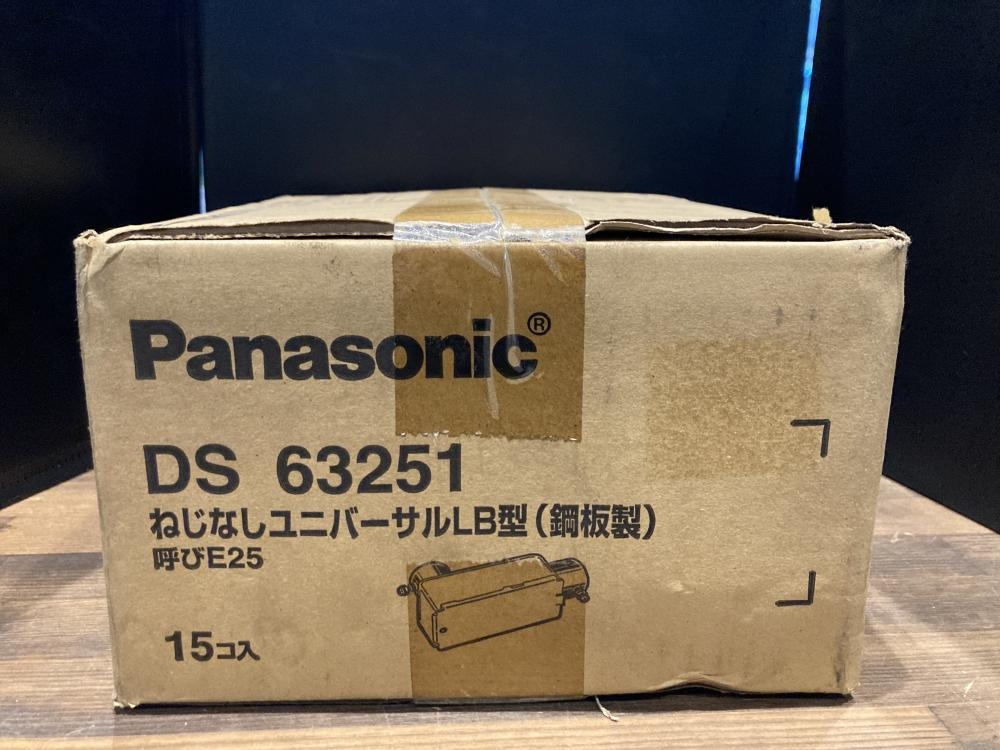 Panasonic®
DS 63251
ねじなしユニバーサルLB型(鋼板製)
呼びE25
15コ入